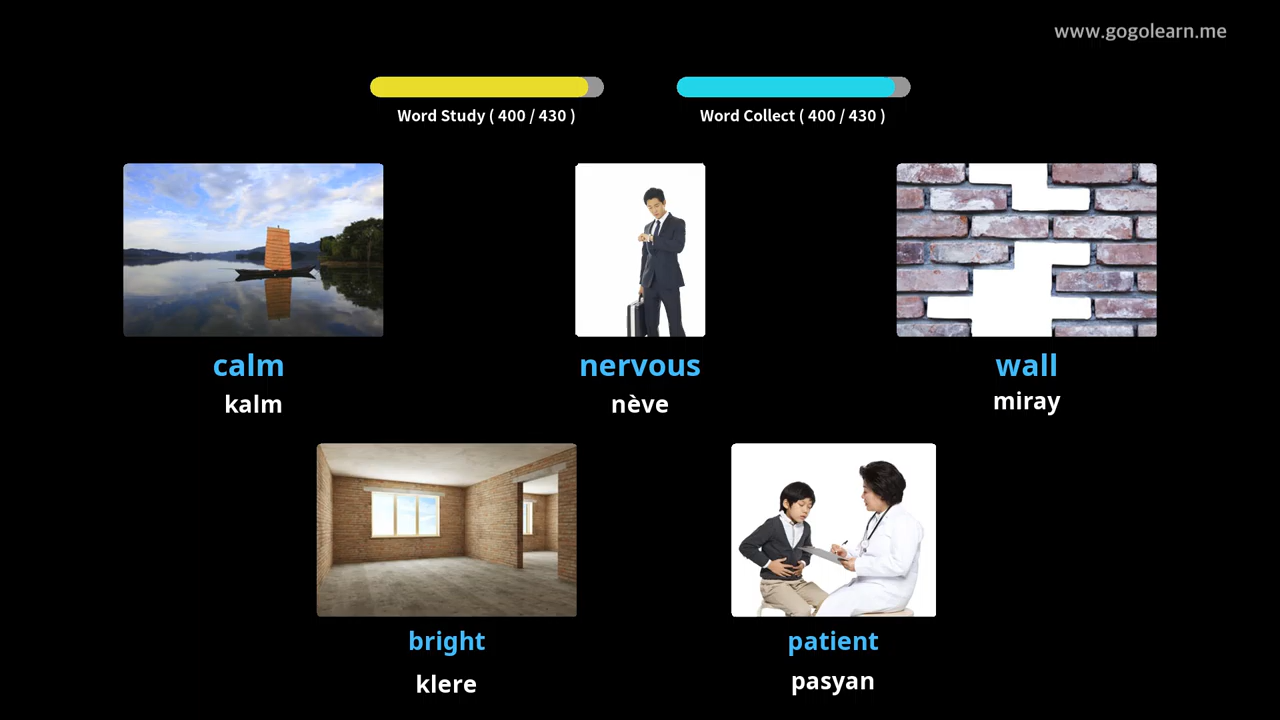 www.gogolearn.me
Word Study ( 400 / 430 )
Word Collect ( 400 / 430 )
calm
kalm
nervous
nève
wall
miray
bright
klere
patient
pasyan